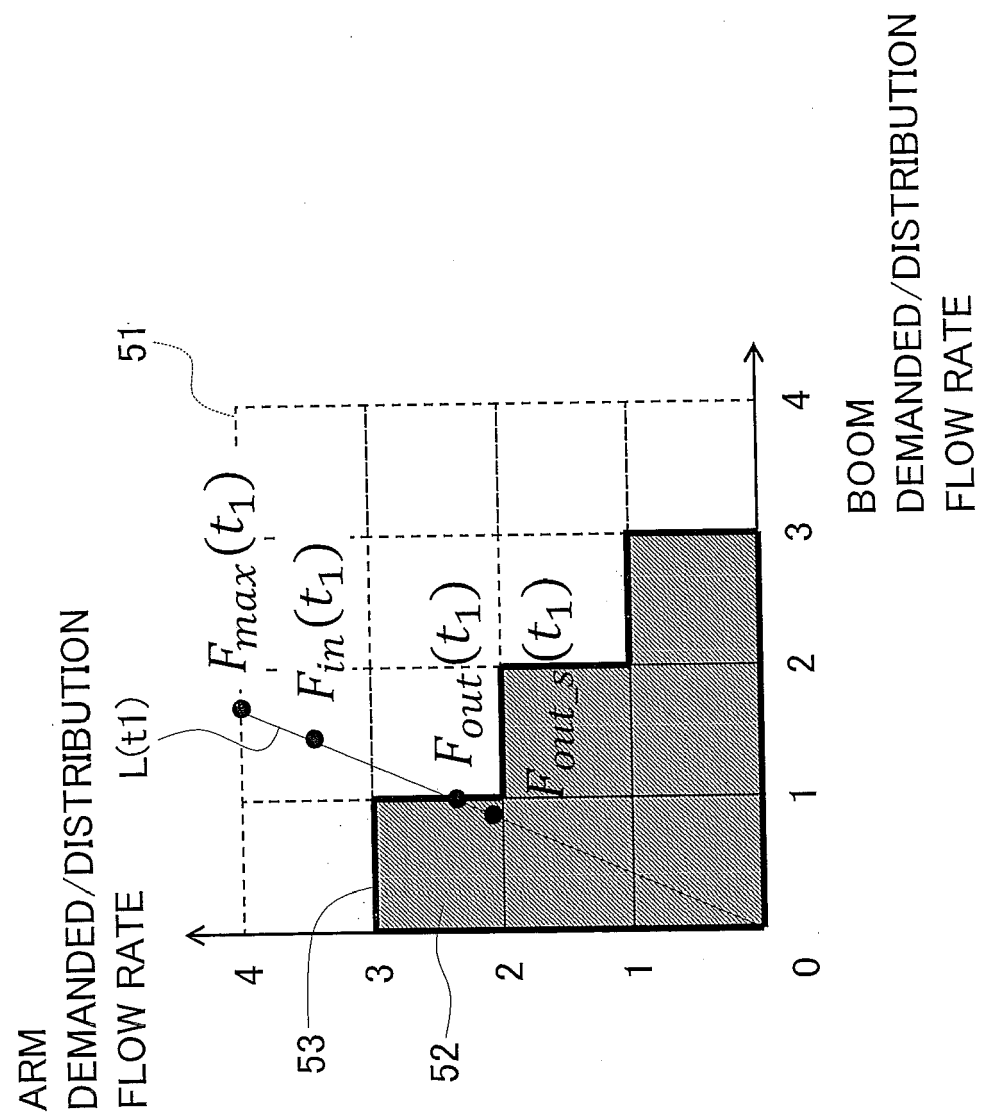 ARM
DEMANDED/DISTRIBUTION
FLOW RATE
L(t1)
51
F_max(t_1)
F_in(t_1)
F_out(t_1)
F_out_s(t_1)
53
52
4
3
2
1
0
1
2
3
4
BOOM
DEMANDED/DISTRIBUTION
FLOW RATE